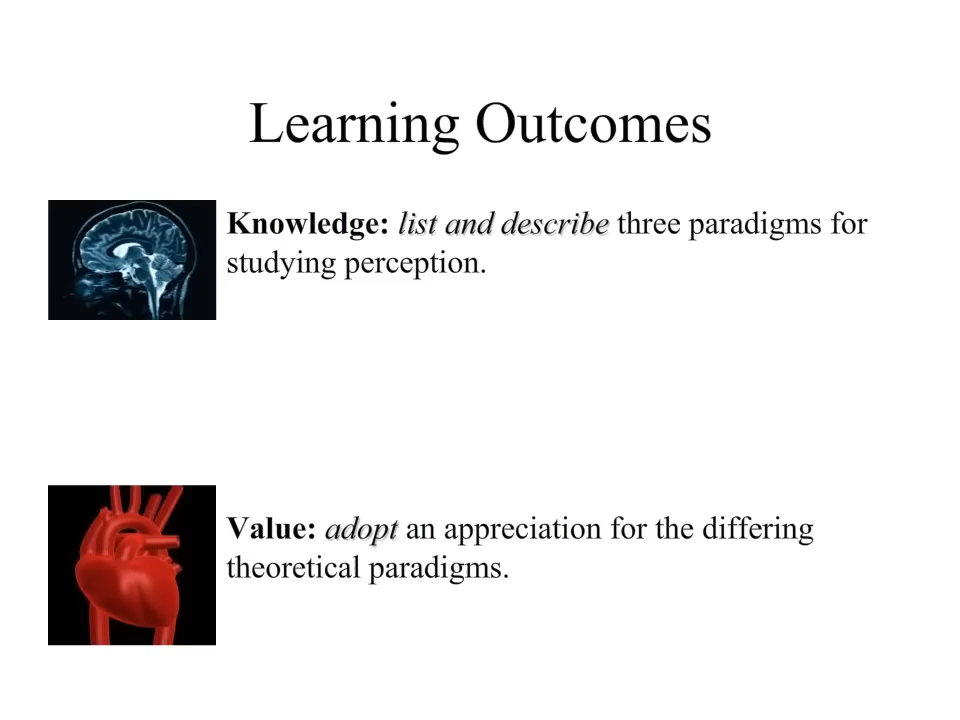 Learning Outcomes
Knowledge: list and describe three paradigms for
studying perception.
Value: adopt an appreciation for the differing
theoretical paradigms.